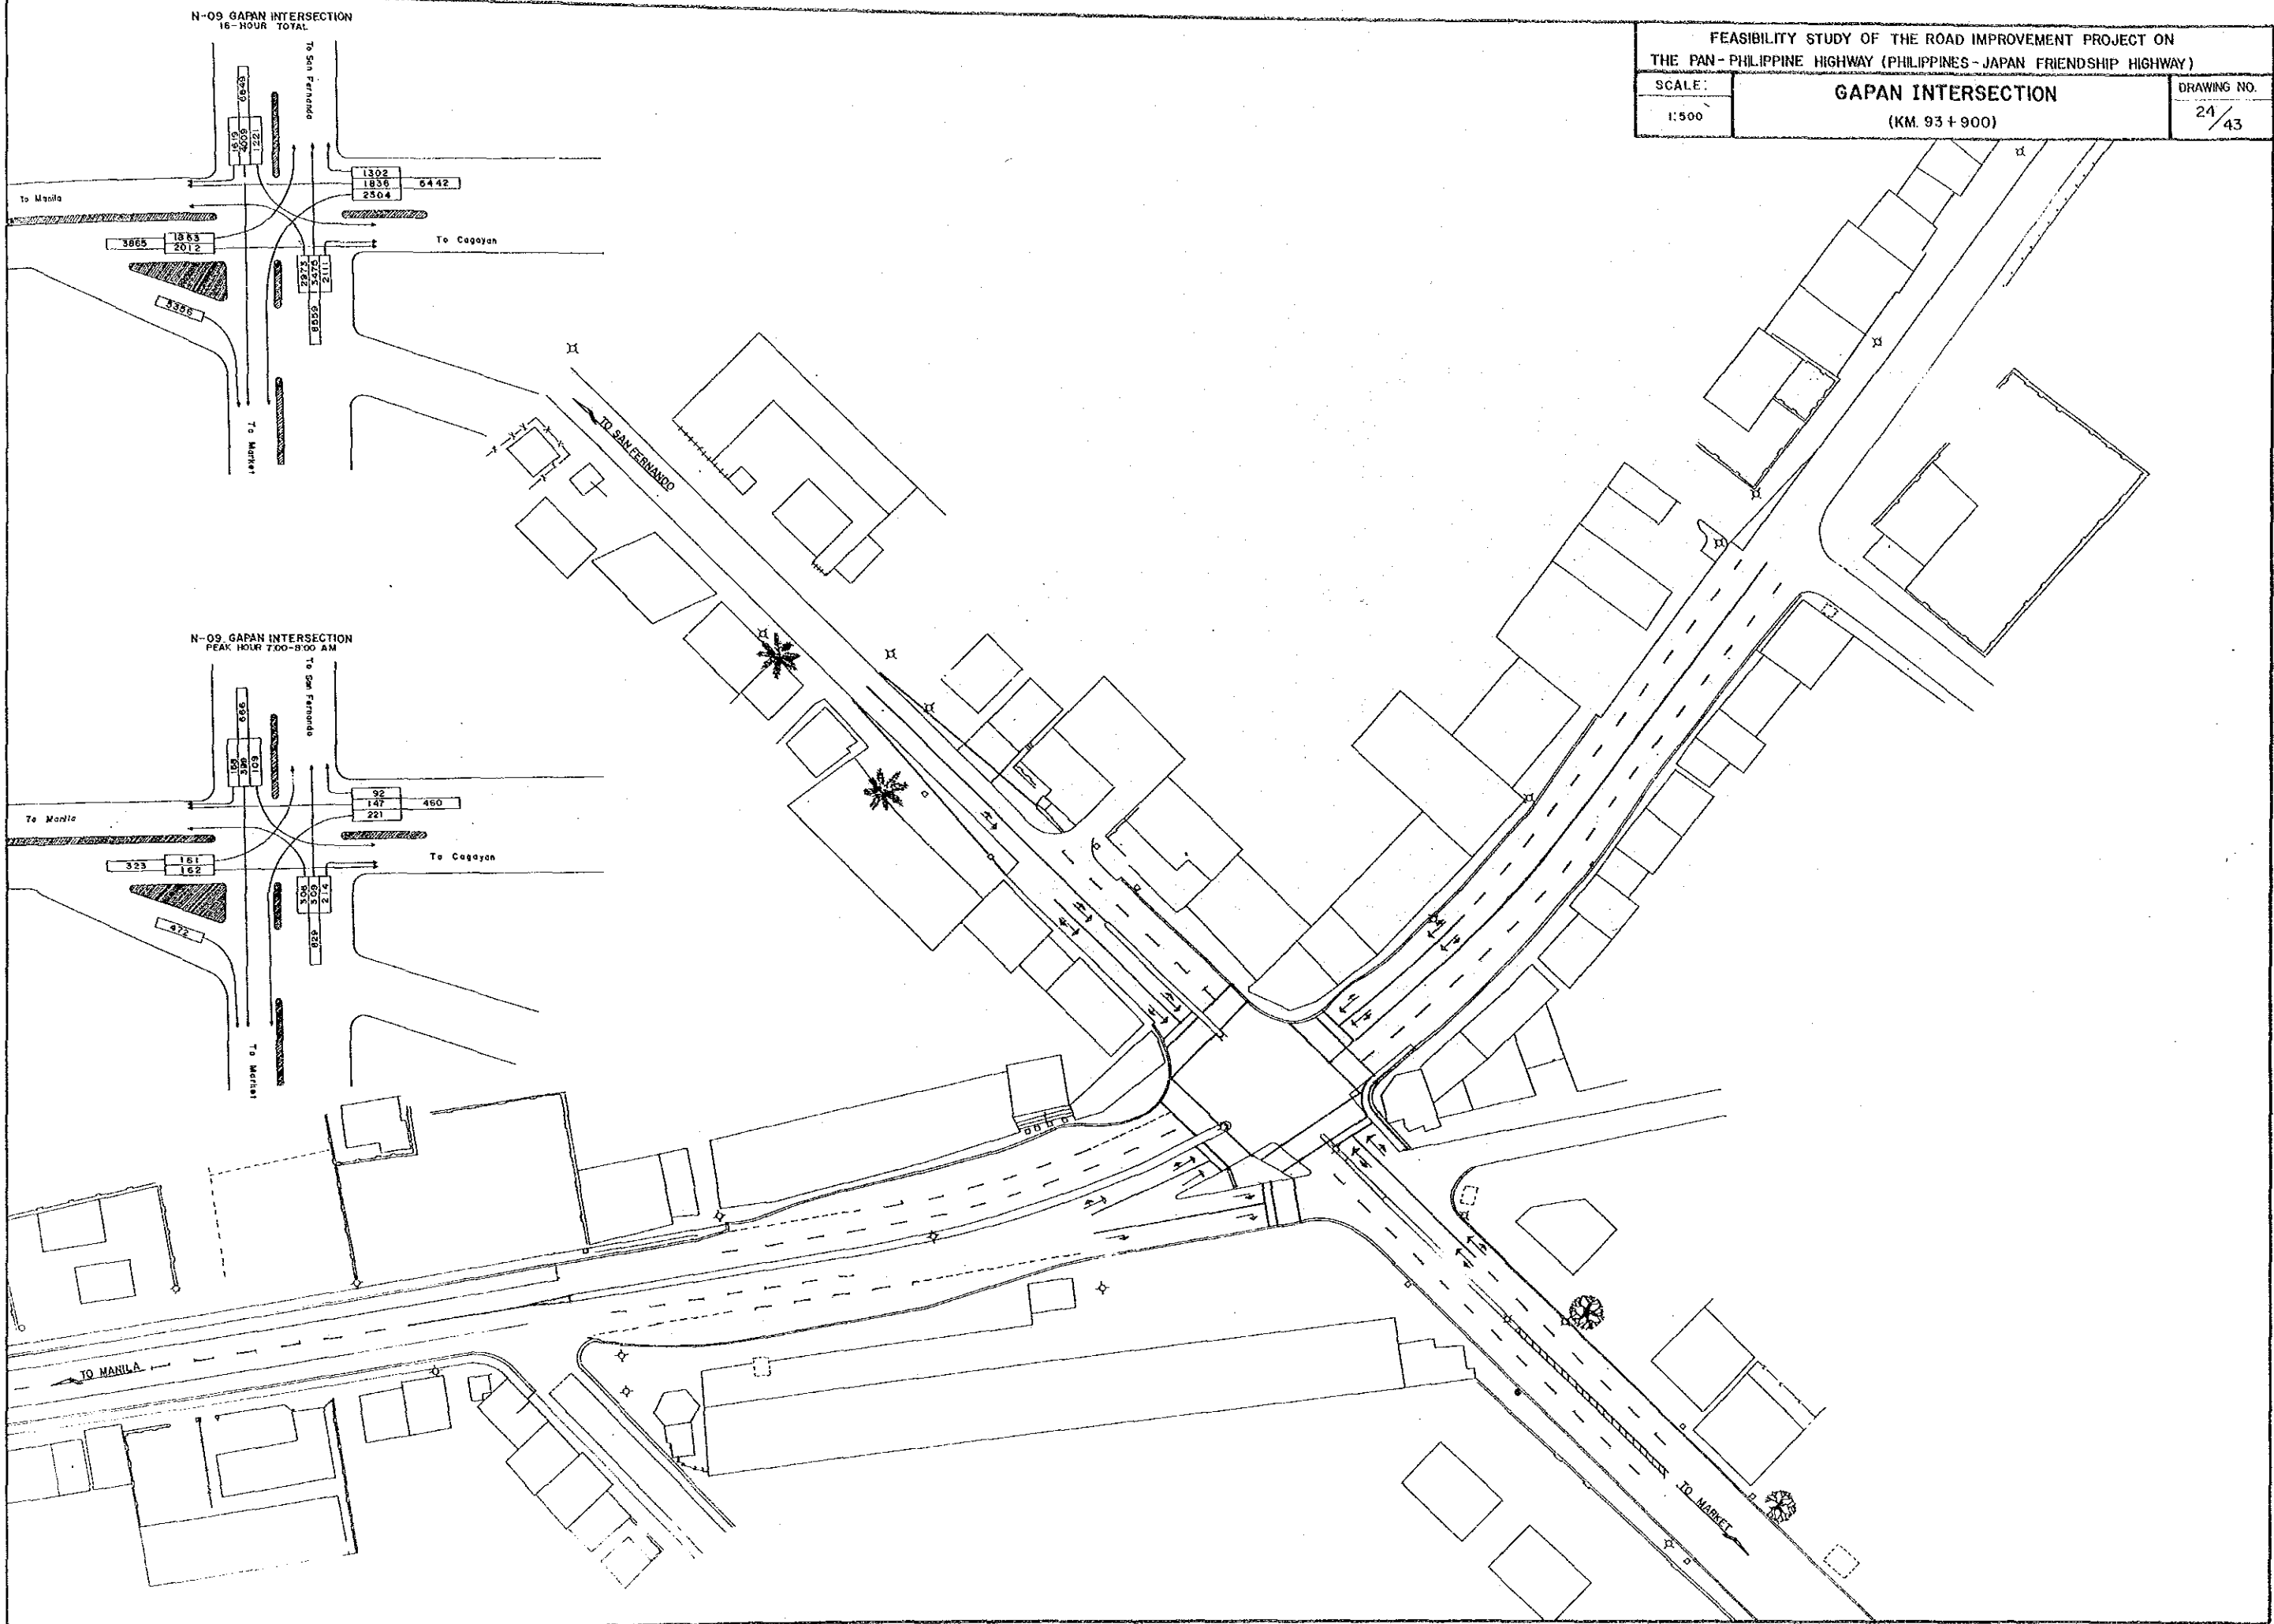 N-09 GAPAN INTERSECTION
16-HOUR TOTAL
To San Fernando
6849
1619
4009
1221
1302
1836
2304
5442
To Manila
3865
1853
2012
To Cagayan
2973
3475
2111
8559
5356
To Market
FEASIBILITY STUDY OF THE ROAD IMPROVEMENT PROJECT ON
THE PAN-PHILIPPINE HIGHWAY (PHILIPPINES-JAPAN FRIENDSHIP HIGHWAY)
SCALE:
1:500
GAPAN INTERSECTION
(KM. 93+900)
DRAWING NO.
24/43
TO SAN FERNANDO
N-09 GAPAN INTERSECTION
PEAK HOUR 7:00-8:00 AM
To San Fernando
666
399
103
92
147
221
460
To Manila
323
161
162
To Cagayan
308
309
214
829
472
To Market
TO MANILA
TO MARKET